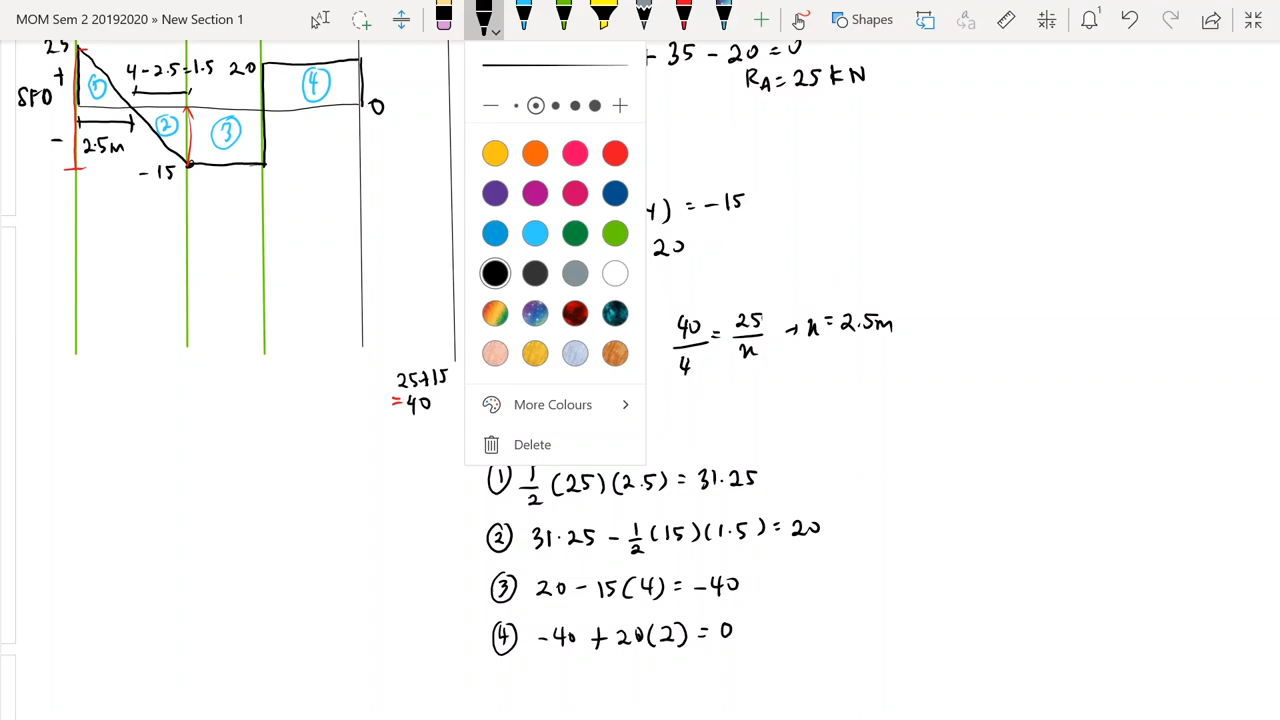 MOM Sem 2 20192020 » New Section 1
Shapes
25
+
4-2.5=1.5
20
SFD
①
④
0
②
③
-
2.5m
-15
- 35 - 20 = 0
RA = 25 kN
4) = -15
20
40/4 = 25/x → x = 2.5m
25+15
= 40
More Colours
Delete
① 1/2 (25)(2.5) = 31.25
② 31.25 - 1/2 (15)(1.5) = 20
③ 20 - 15(4) = -40
④ -40 + 20(2) = 0